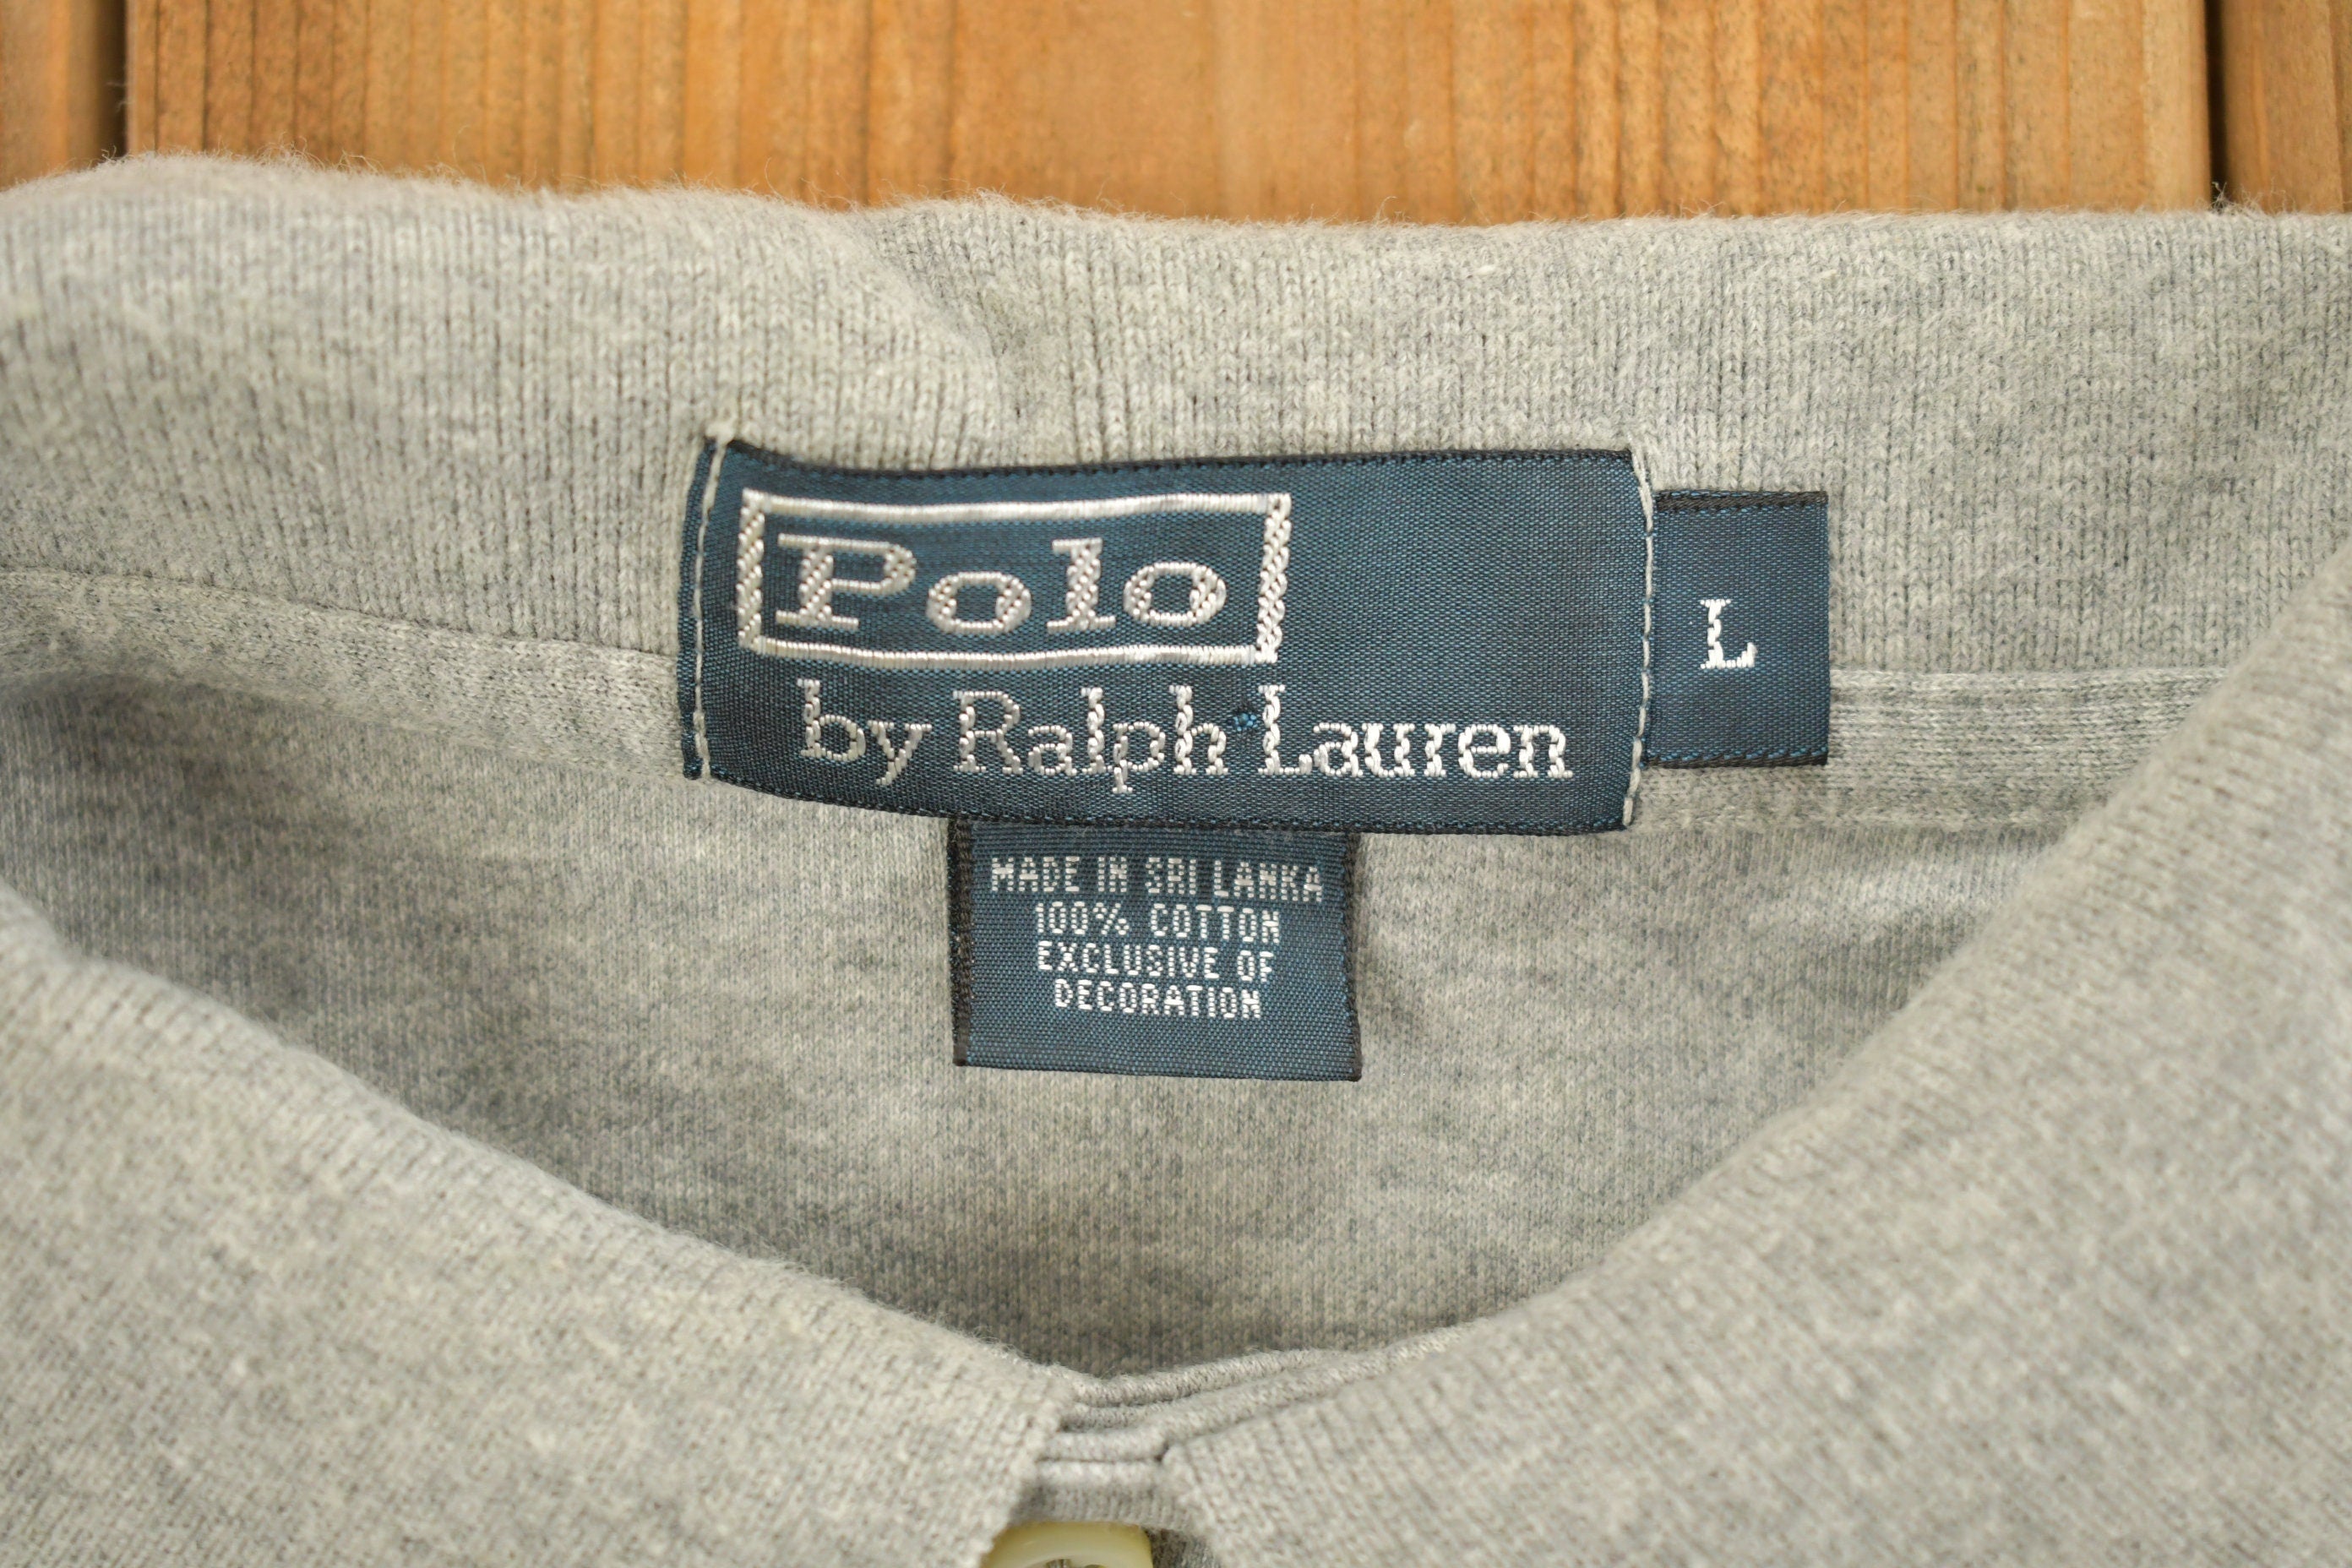 Polo
by Ralph Lauren
L
MADE IN SRI LANKA
100% COTTON
EXCLUSIVE OF
DECORATION